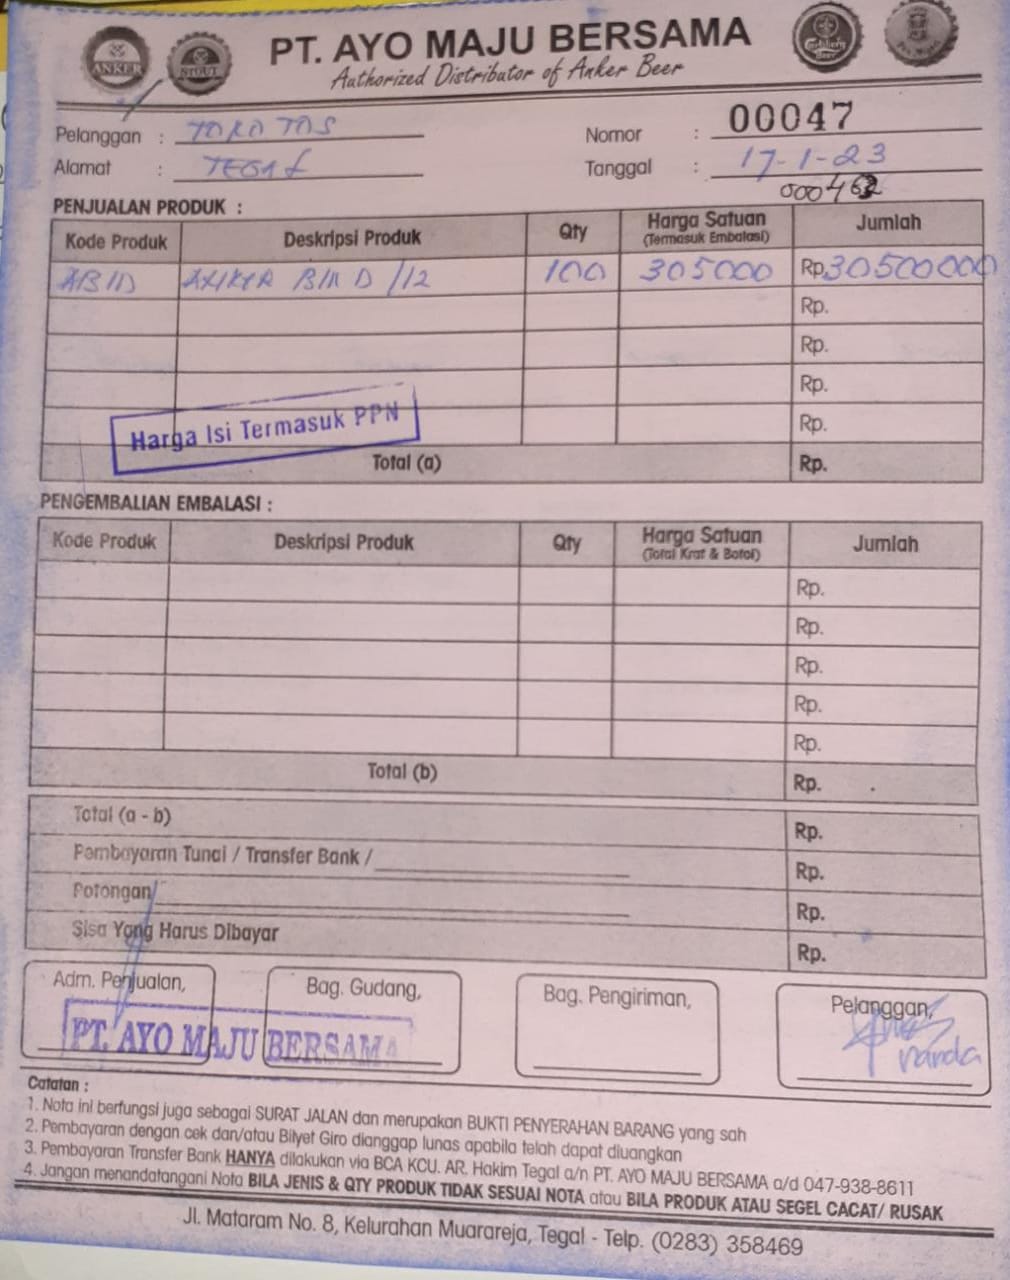 ANKER
STOUT
Carlsberg
PT. AYO MAJU BERSAMA
Authorized Distributor of Anker Beer
Pelanggan : TOKO TOS
Nomor : 00047
Alamat : TEGAL
Tanggal : 17-1-23
PENJUALAN PRODUK :
Kode Produk Deskripsi Produk Qty Harga Satuan (Termasuk Embalasi) Jumlah
ABIID 100 305000 Rp. 30500000
Rp.
Rp.
Rp.
Rp.
Harga Isi Termasuk PPN
Total (a) Rp.
PENGEMBALIAN EMBALASI :
Kode Produk Deskripsi Produk Qty Harga Satuan (Total Krat & Botol) Jumlah
Rp.
Rp.
Rp.
Rp.
Rp.
Total (b) Rp.
Total (a - b) Rp.
Pembayaran Tunai / Transfer Bank / Rp.
Potongan Rp.
Sisa Yang Harus Dibayar Rp.
Adm. Penjualan, Bag. Gudang, Bag. Pengiriman, Pelanggan,
PT. AYO MAJU BERSAMA
nanda
Catatan :
1. Nota ini berfungsi juga sebagai SURAT JALAN dan merupakan BUKTI PENYERAHAN BARANG yang sah
2. Pembayaran dengan cek dan/atau Bilyet Giro dianggap lunas apabila telah dapat diuangkan
3. Pembayaran Transfer Bank HANYA dilakukan via BCA KCU. AR. Hakim Tegal a/n PT. AYO MAJU BERSAMA a/d 047-938-8611
4. Jangan menandatangani Nota BILA JENIS & QTY PRODUK TIDAK SESUAI NOTA atau BILA PRODUK ATAU SEGEL CACAT/ RUSAK
Jl. Mataram No. 8, Kelurahan Muarareja, Tegal - Telp. (0283) 358469